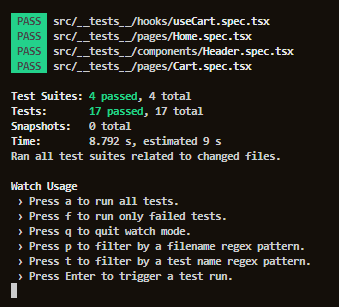 PASS src/__tests__/hooks/useCart.spec.tsx
PASS src/__tests__/pages/Home.spec.tsx
PASS src/__tests__/components/Header.spec.tsx
PASS src/__tests__/pages/Cart.spec.tsx
Test Suites: 4 passed, 4 total
Tests: 17 passed, 17 total
Snapshots: 0 total
Time: 8.792 s, estimated 9 s
Ran all test suites related to changed files.
Watch Usage
› Press a to run all tests.
› Press f to run only failed tests.
› Press q to quit watch mode.
› Press p to filter by a filename regex pattern.
› Press t to filter by a test name regex pattern.
› Press Enter to trigger a test run.